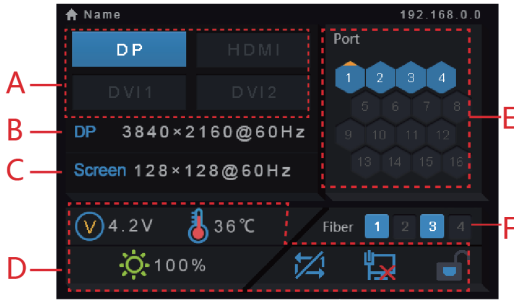 Name 192.168.0.0
DP HDMI
DVI1 DVI2
Port
1 2 3 4
5 6 7 8
9 10 11 12
13 14 15 16
A
B
C
D
E
F
DP 3840×2160@60Hz
Screen 128×128@60Hz
V 4.2V 36℃
Fiber 1 2 3 4
100%